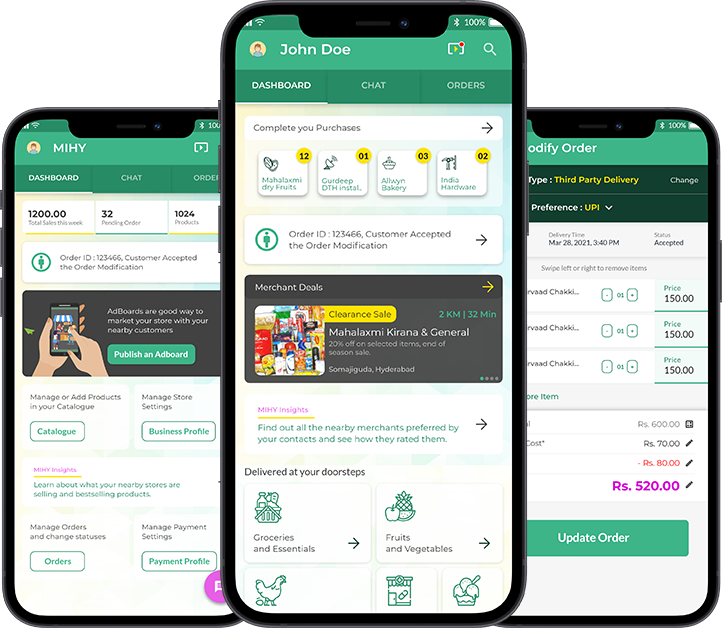 MIHY
DASHBOARD
CHAT
ORDER
1200.00
Total Sales this week
32
Pending Order
1024
Products
Order ID : 123466, Customer Accepted
the Order Modification
AdBoards are good way to
market your store with your
nearby customers
Publish an Adboard
Manage or Add Products
in your Catalogue
Catalogue
Manage Store
Settings
Business Profile
MIHY Insights
Learn about what your nearby stores are
selling and bestselling products.
Manage Orders
and change statuses
Orders
Manage Payment
Settings
Payment Profile
100%
John Doe
DASHBOARD
CHAT
ORDERS
Complete you Purchases
12
Mahalaxmi
dry Fruits
01
Gurdeep
DTH instal..
03
Allwyn
Bakery
02
India
Hardware
Order ID : 123466, Customer Accepted
the Order Modification
Merchant Deals
Clearance Sale
2 KM | 32 Min
Mahalaxmi Kirana & General
20% off on selected items, end of
season sale.
Somajiguda, Hyderabad
MIHY Insights
Find out all the nearby merchants preferred by
your contacts and see how they rated them.
Delivered at your doorsteps
Groceries
and Essentials
Fruits
and Vegetables
100%
odify Order
Type : Third Party Delivery
Change
Preference : UPI
Delivery Time
Mar 28, 2021, 3:40 PM
Status
Accepted
Swipe left or right to remove items
rvaad Chakki...
- 01 +
Price
150.00
rvaad Chakki...
- 01 +
Price
150.00
rvaad Chakki...
- 01 +
Price
150.00
ore Item
Rs. 600.00
Cost*
Rs. 70.00
- Rs. 80.00
Rs. 520.00
Update Order